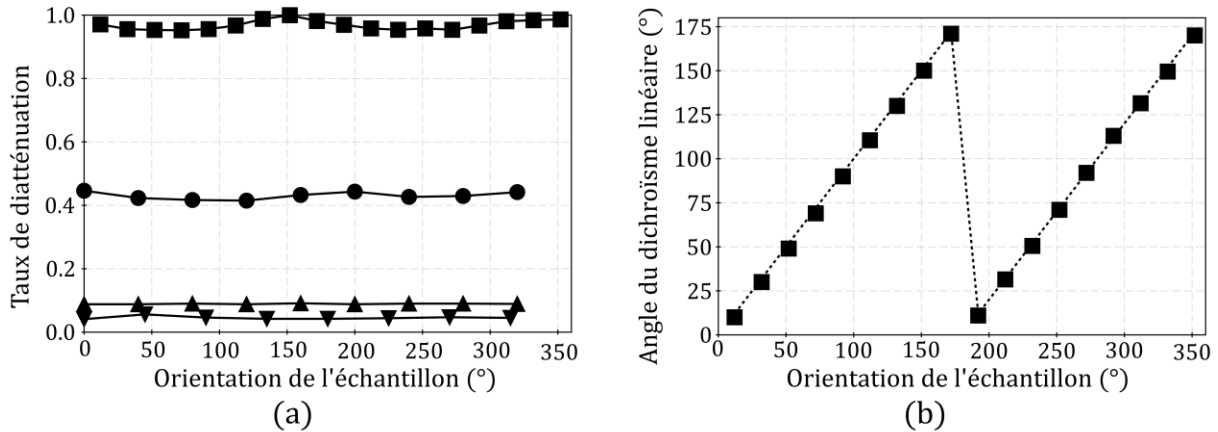 Taux de diatténuation
1.0
0.8
0.6
0.4
0.2
0.0
0 50 100 150 200 250 300 350
Orientation de l'échantillon (°)
(a)
Angle du dichroïsme linéaire (°)
175
150
125
100
75
50
25
0
0 50 100 150 200 250 300 350
Orientation de l'échantillon (°)
(b)